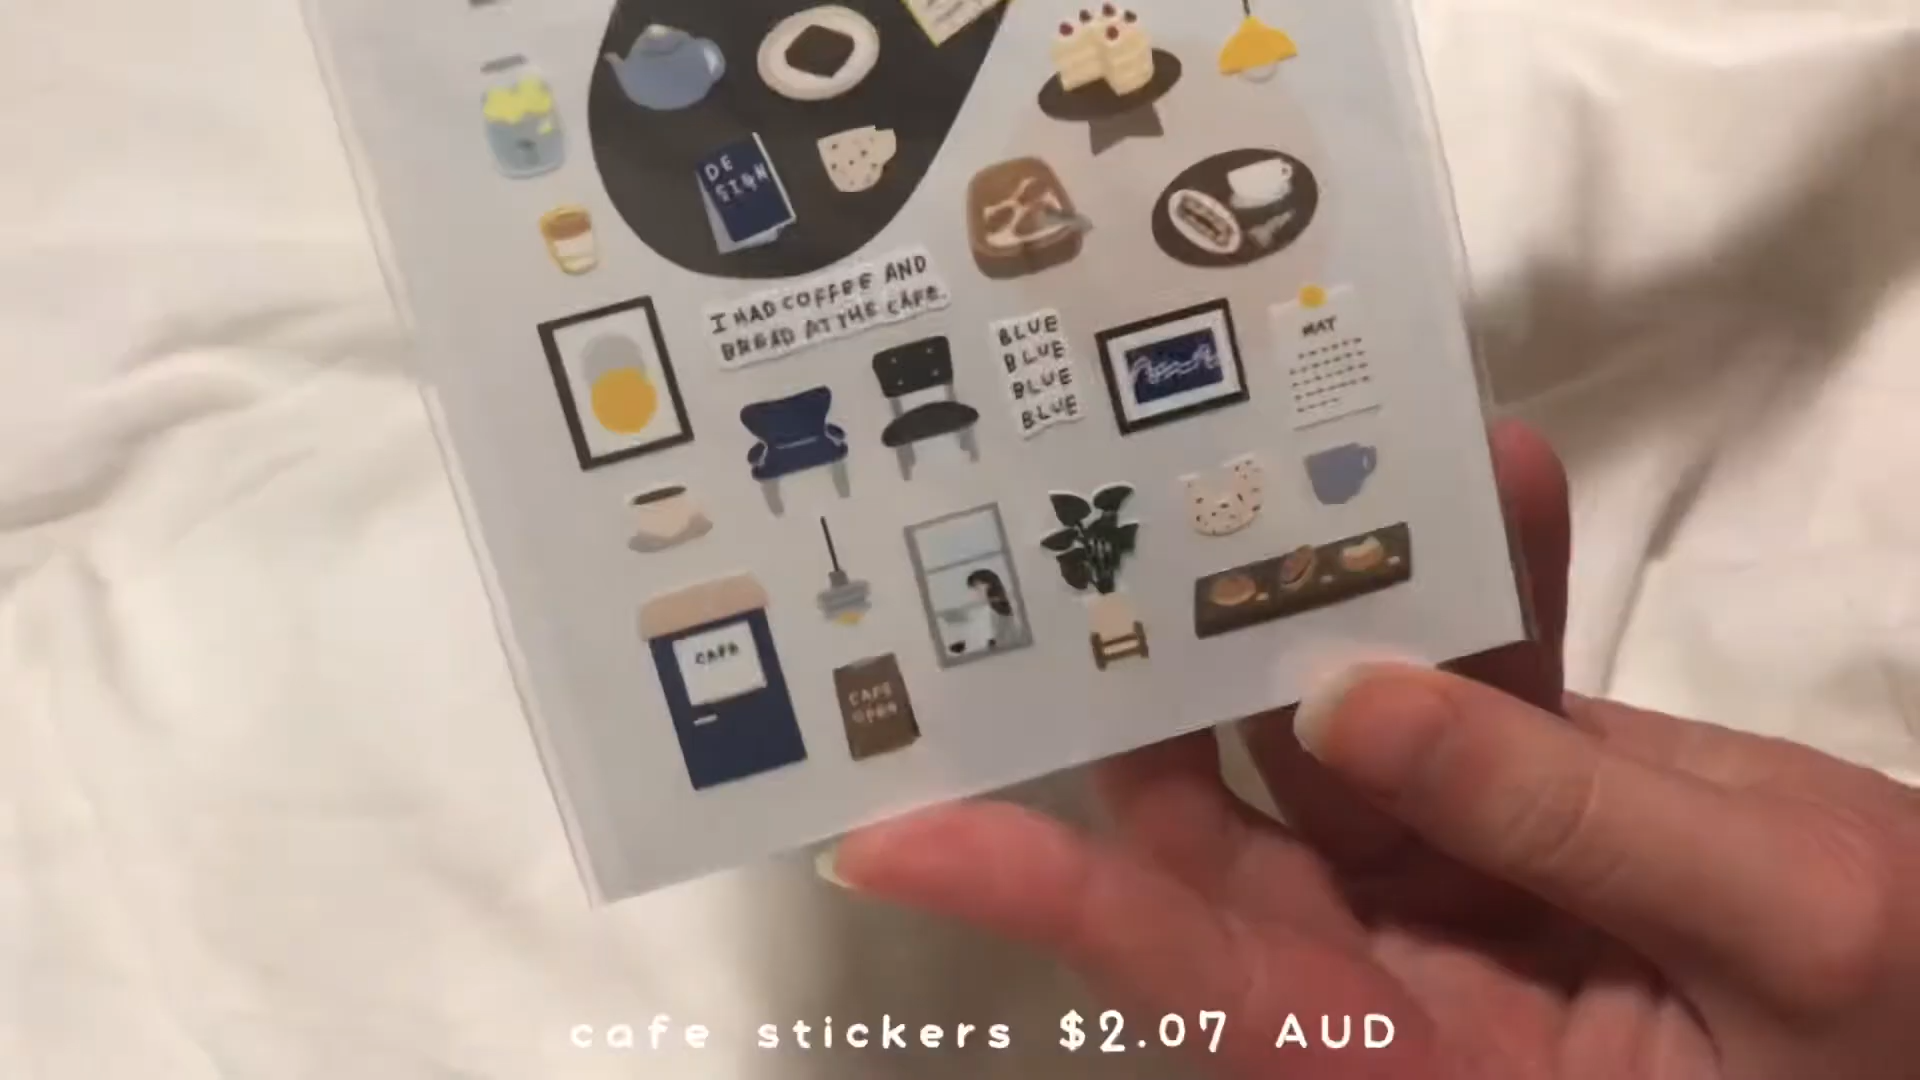 DE
SIGN
I HAD COFFEE AND
BREAD AT THE CAFE.
BLUE
BLUE
BLUE
BLUE
MAY
CAFE
CAFE
OPEN
cafe stickers $2.07 AUD